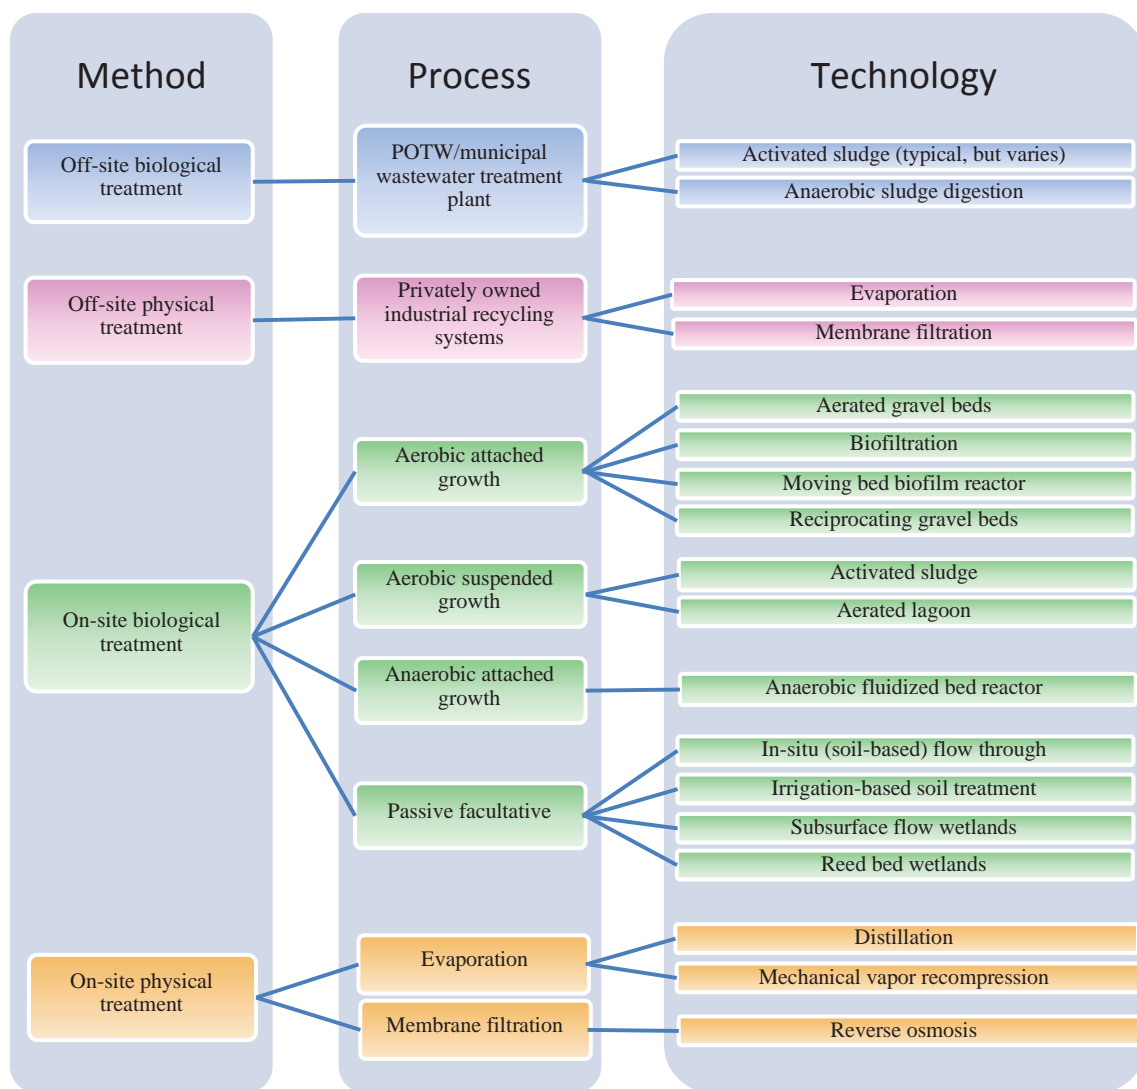 Method
Process
Technology
Off-site biological
treatment
POTW/municipal
wastewater treatment
plant
Activated sludge (typical, but varies)
Anaerobic sludge digestion
Off-site physical
treatment
Privately owned
industrial recycling
systems
Evaporation
Membrane filtration
On-site biological
treatment
Aerobic attached
growth
Aerated gravel beds
Biofiltration
Moving bed biofilm reactor
Reciprocating gravel beds
Aerobic suspended
growth
Activated sludge
Aerated lagoon
Anaerobic attached
growth
Anaerobic fluidized bed reactor
Passive facultative
In-situ (soil-based) flow through
Irrigation-based soil treatment
Subsurface flow wetlands
Reed bed wetlands
On-site physical
treatment
Evaporation
Distillation
Mechanical vapor recompression
Membrane filtration
Reverse osmosis